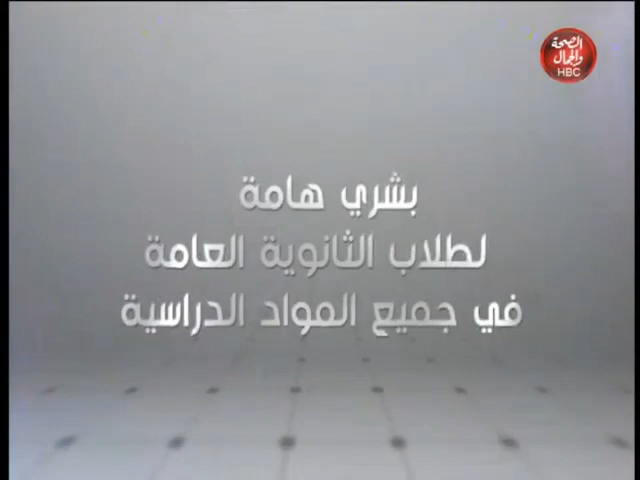 الصحة
والجمال
HBC
بشري هامة
لطلاب الثانوية العامة
في جميع المواد الدراسية